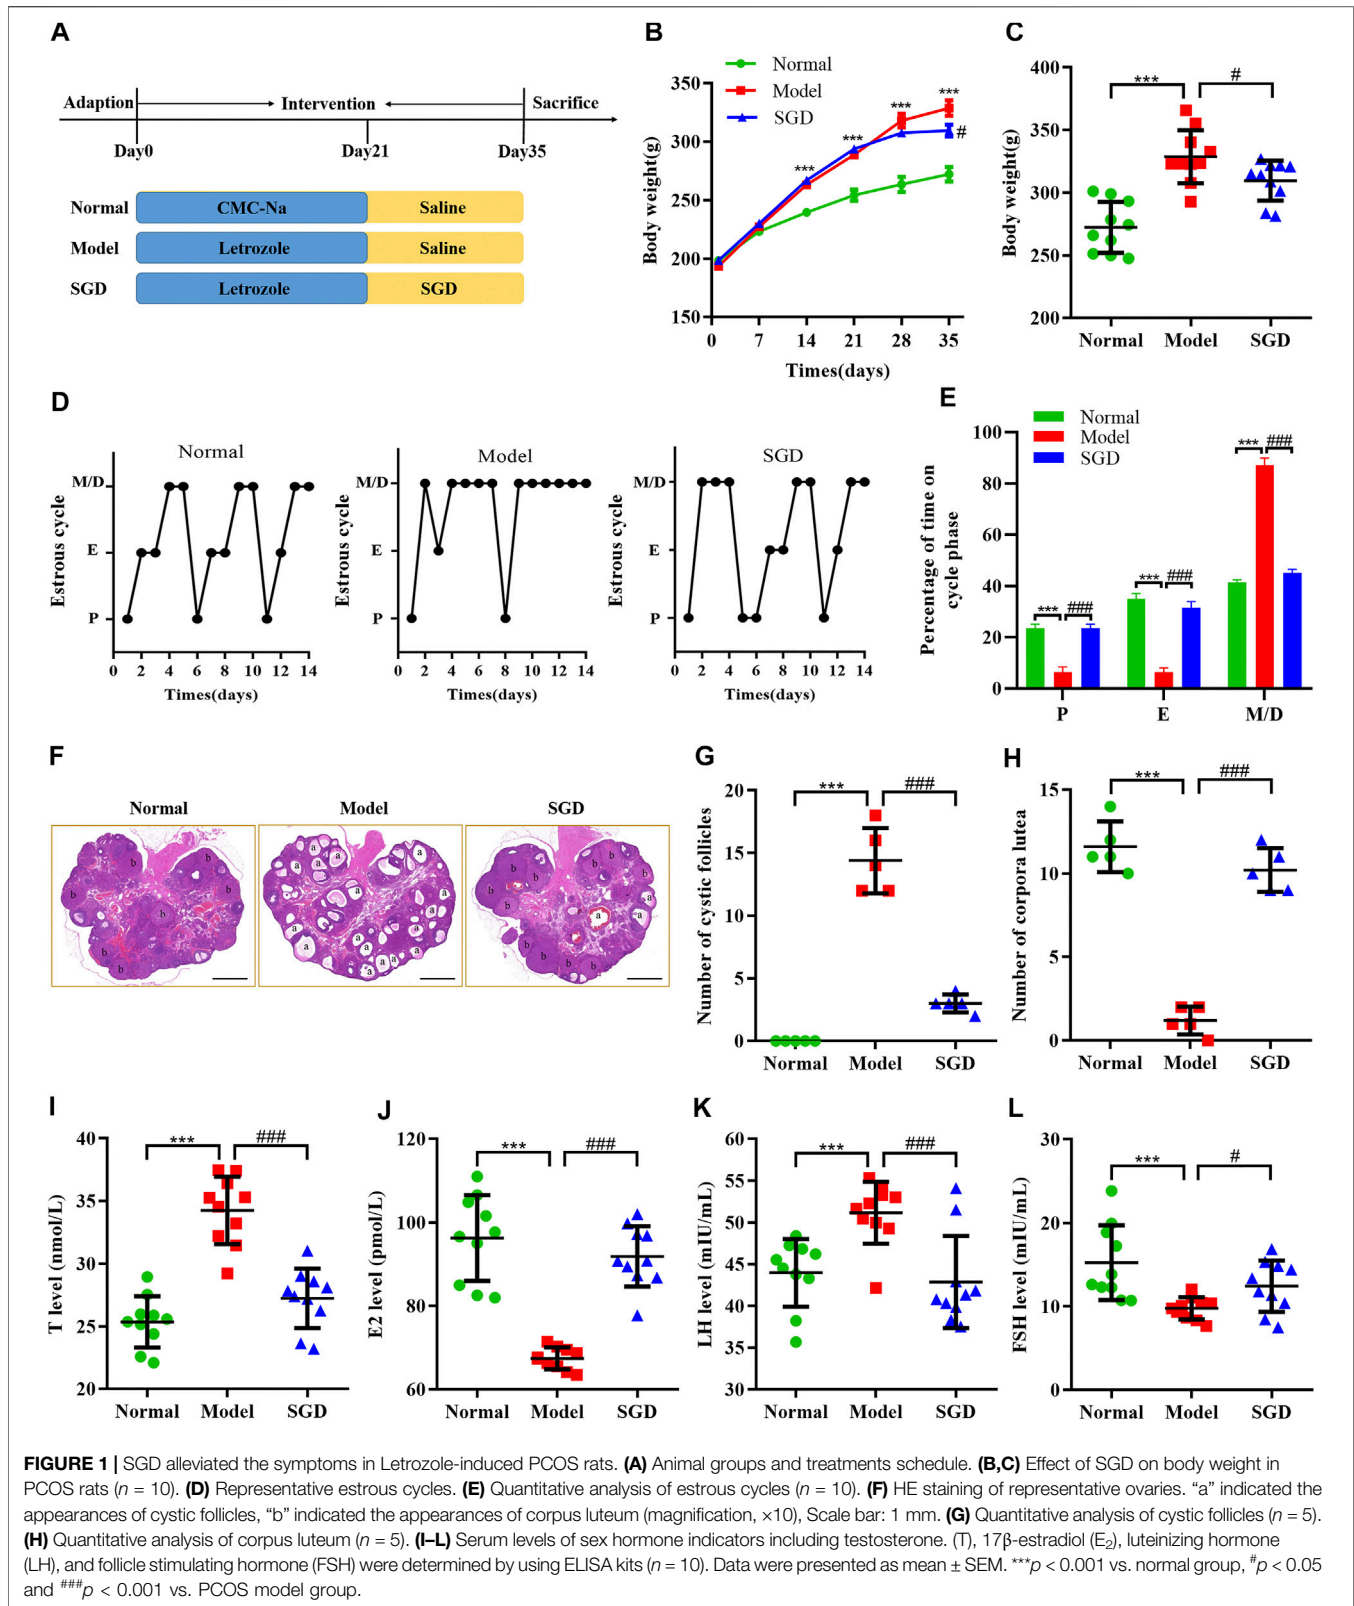 A
Adaption
Intervention
Sacrifice
Day0
Day21
Day35
Normal
CMC-Na
Saline
Model
Letrozole
Saline
SGD
Letrozole
SGD
B
Normal
Model
SGD
Body weight(g)
350
300
250
200
150
***
***
***
***
#
0 7 14 21 28 35
Times(days)
C
Body weight(g)
400
350
300
250
200
***
#
Normal Model SGD
D
Normal
Estrous cycle
M/D
E
P
0 2 4 6 8 10 12 14
Times(days)
Model
Estrous cycle
M/D
E
P
0 2 4 6 8 10 12 14
Times(days)
SGD
Estrous cycle
M/D
E
P
0 2 4 6 8 10 12 14
Times(days)
E
Normal
Model
SGD
Percentage of time on
cycle phase
100
80
60
40
20
0
*** ###
*** ###
*** ###
P E M/D
F
Normal Model SGD
G
Number of cystic follicles
20
15
10
5
0
***
###
Normal Model SGD
H
Number of corpora lutea
15
10
5
0
***
###
Normal Model SGD
I
T level (nmol/L)
40
35
30
25
20
***
###
Normal Model SGD
J
E2 level (pmol/L)
120
100
80
60
***
###
Normal Model SGD
K
LH level (mIU/mL)
60
55
50
45
40
35
30
***
###
Normal Model SGD
L
FSH level (mIU/mL)
30
20
10
0
***
#
Normal Model SGD
FIGURE 1 | SGD alleviated the symptoms in Letrozole-induced PCOS rats. (A) Animal groups and treatments schedule. (B,C) Effect of SGD on body weight in
PCOS rats (n = 10). (D) Representative estrous cycles. (E) Quantitative analysis of estrous cycles (n = 10). (F) HE staining of representative ovaries. “a” indicated the
appearances of cystic follicles, “b” indicated the appearances of corpus luteum (magnification, ×10), Scale bar: 1 mm. (G) Quantitative analysis of cystic follicles (n = 5).
(H) Quantitative analysis of corpus luteum (n = 5). (I–L) Serum levels of sex hormone indicators including testosterone. (T), 17β-estradiol (E₂), luteinizing hormone
(LH), and follicle stimulating hormone (FSH) were determined by using ELISA kits (n = 10). Data were presented as mean ± SEM. ***p < 0.001 vs. normal group, #p < 0.05
and ###p < 0.001 vs. PCOS model group.